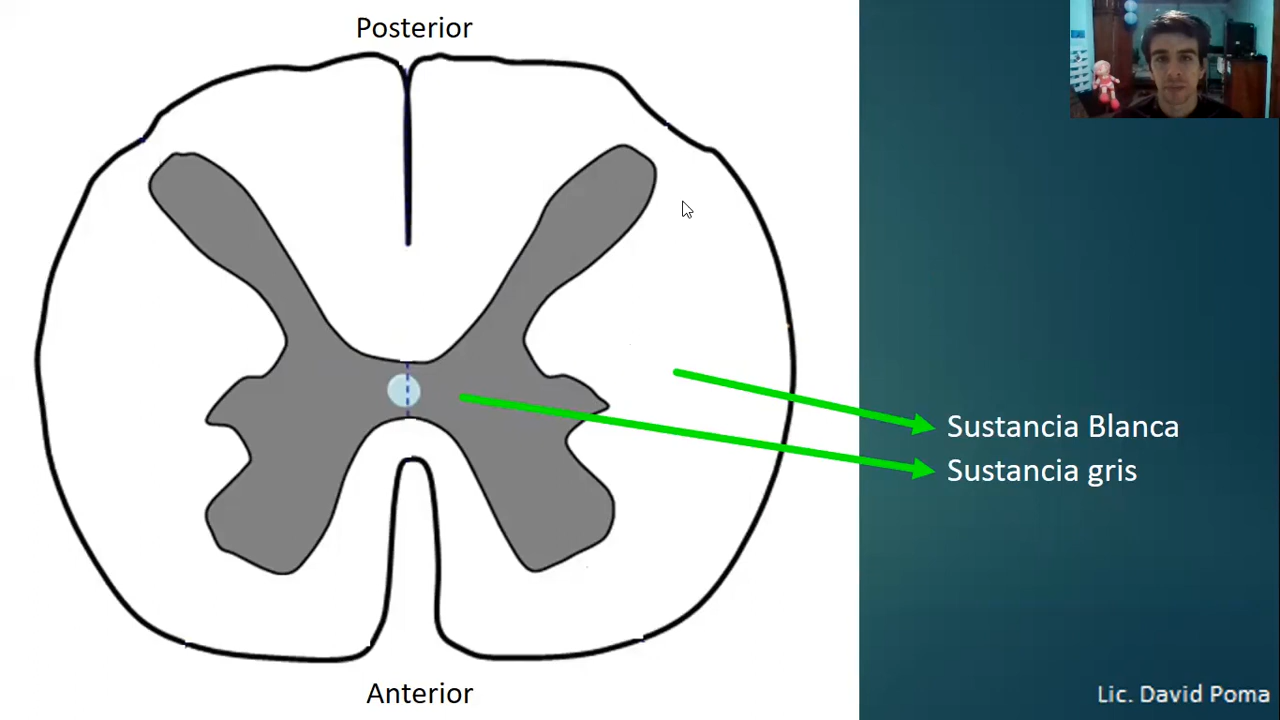 Posterior
Sustancia Blanca
Sustancia gris
Anterior
Lic. David Poma